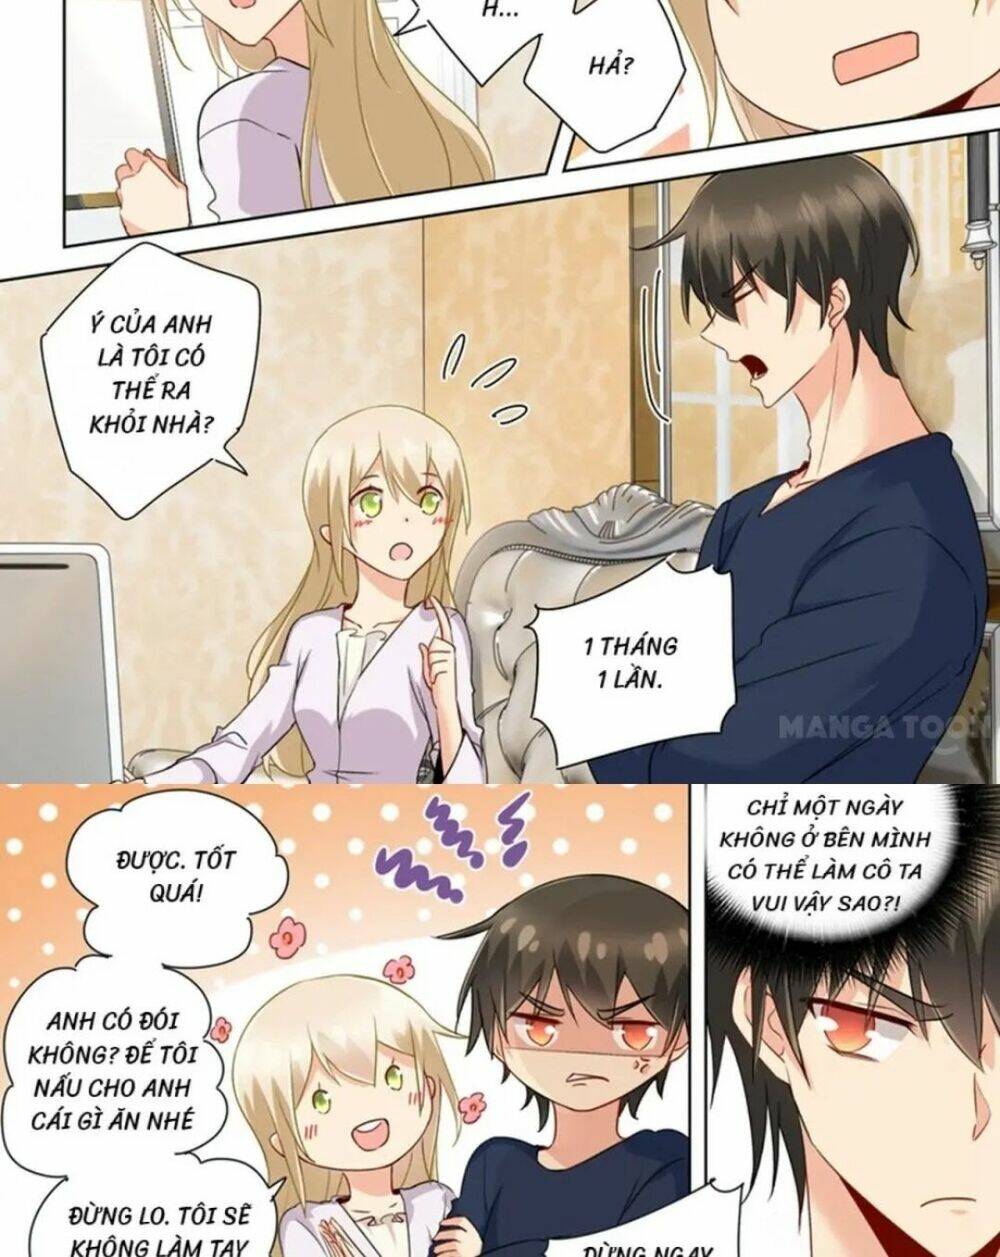 H...
HẢ?
Ý CỦA ANH
LÀ TÔI CÓ
THỂ RA
KHỎI NHÀ?
1 THÁNG
1 LẦN.
MANGA TOON
ĐƯỢC. TỐT
QUÁ!
CHỈ MỘT NGÀY
KHÔNG Ở BÊN MÌNH
CÓ THỂ LÀM CÔ TA
VUI VẬY SAO?!
ANH CÓ ĐÓI
KHÔNG? ĐỂ TÔI
NẤU CHO ANH
CÁI GÌ ĂN NHÉ
ĐỪNG LO. TÔI SẼ
KHÔNG LÀM TAY
ĐỪNG NGAY